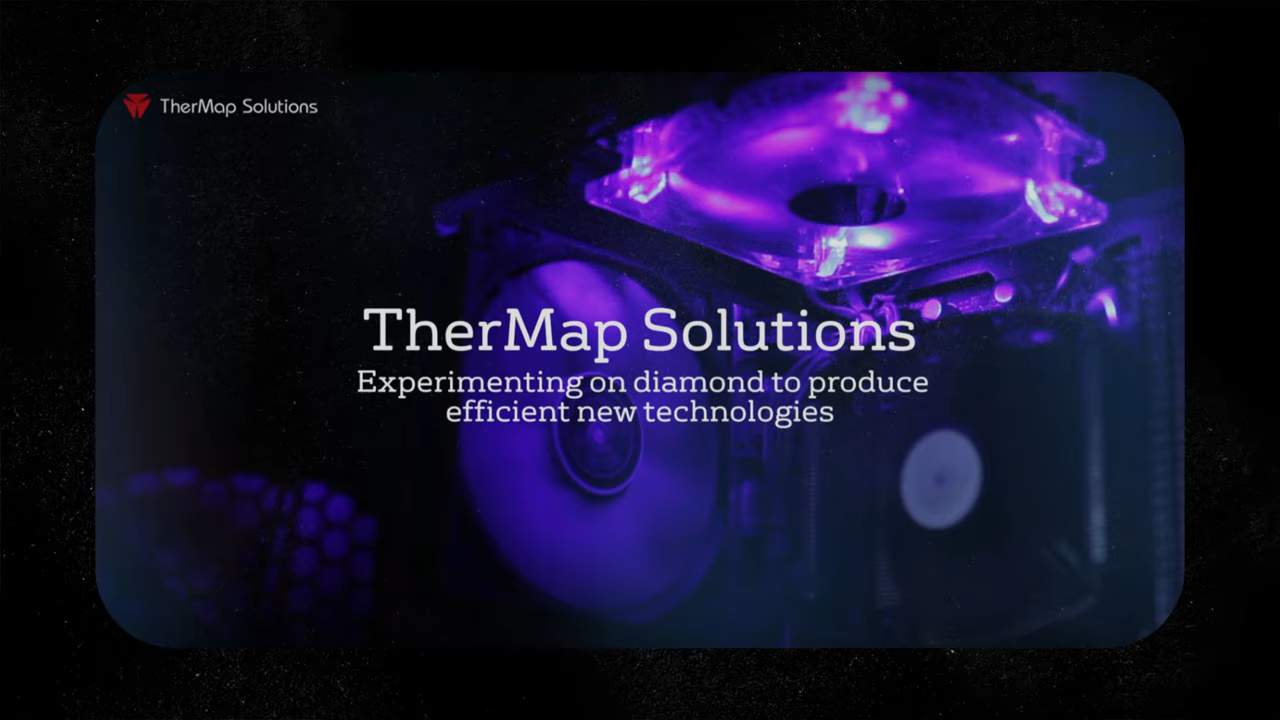 TherMap Solutions
TherMap Solutions
Experimenting on diamond to produce
efficient new technologies